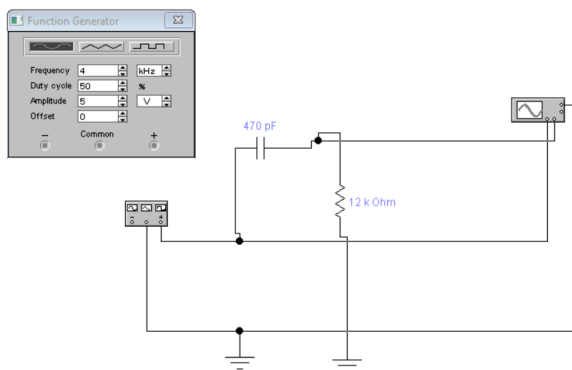 Function Generator
Frequency 4 kHz
Duty cycle 50 %
Amplitude 5 V
Offset 0
− Common +
470 pF
12 k Ohm
− +